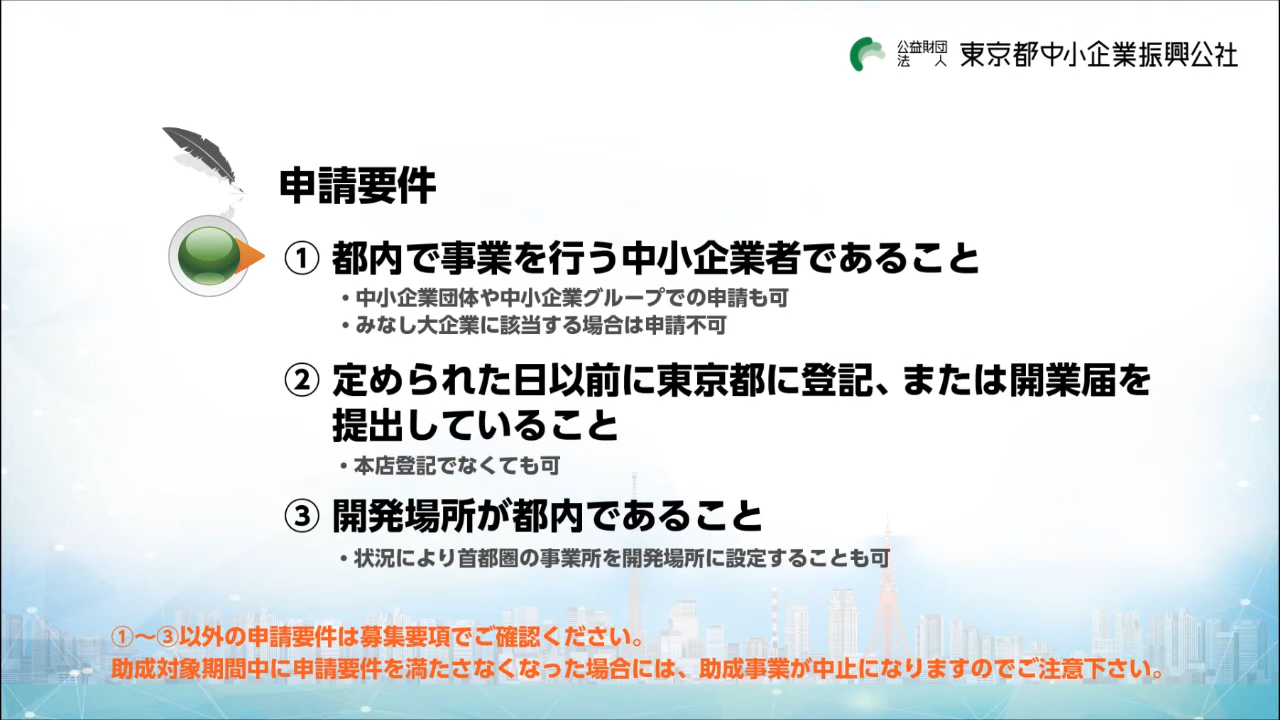 公益財団法人 東京都中小企業振興公社
申請要件
① 都内で事業を行う中小企業者であること
・中小企業団体や中小企業グループでの申請も可
・みなし大企業に該当する場合は申請不可
② 定められた日以前に東京都に登記、または開業届を
提出していること
・本店登記でなくても可
③ 開発場所が都内であること
・状況により首都圏の事業所を開発場所に設定することも可
①〜③以外の申請要件は募集要項でご確認ください。
助成対象期間中に申請要件を満たさなくなった場合には、助成事業が中止になりますのでご注意下さい。